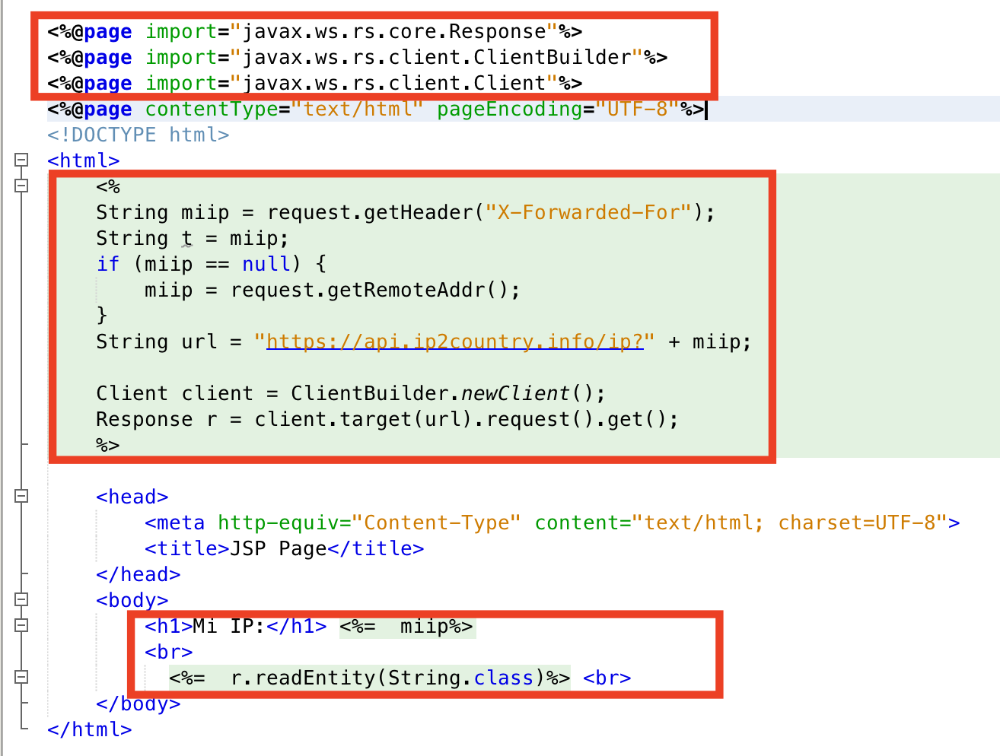 <%@page import="javax.ws.rs.core.Response"%>
<%@page import="javax.ws.rs.client.ClientBuilder"%>
<%@page import="javax.ws.rs.client.Client"%>
<%@page contentType="text/html" pageEncoding="UTF-8"%>
<!DOCTYPE html>
<html>
    <%
    String miip = request.getHeader("X-Forwarded-For");
    String t = miip;
    if (miip == null) {
        miip = request.getRemoteAddr();
    }
    String url = "https://api.ip2country.info/ip?" + miip;

    Client client = ClientBuilder.newClient();
    Response r = client.target(url).request().get();
    %>

    <head>
        <meta http-equiv="Content-Type" content="text/html; charset=UTF-8">
        <title>JSP Page</title>
    </head>
    <body>
        <h1>Mi IP:</h1> <%=  miip%>
        <br>
          <%=  r.readEntity(String.class)%> <br>
    </body>
</html>